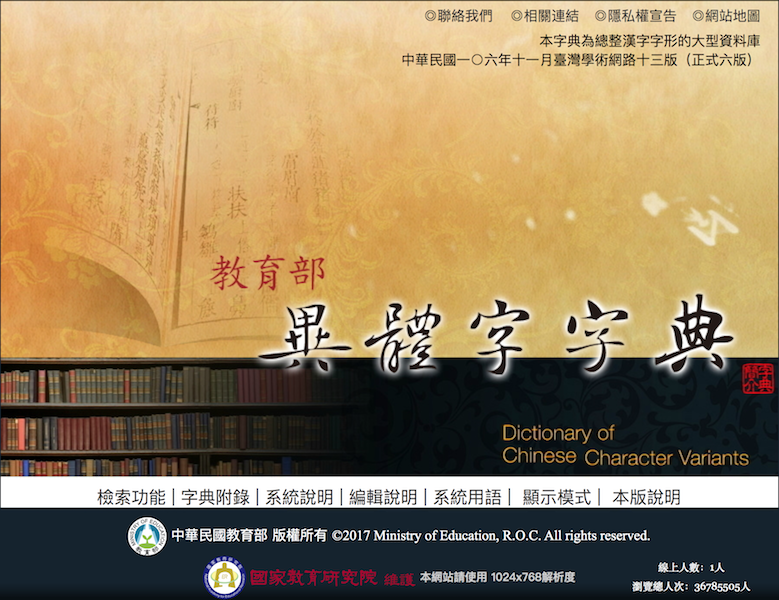 ◎聯絡我們 ◎相關連結 ◎隱私權宣告 ◎網站地圖
本字典為總整漢字字形的大型資料庫
中華民國一○六年十一月臺灣學術網路十三版（正式六版）
教育部
異體字字典
Dictionary of
Chinese Character Variants
檢索功能 | 字典附錄 | 系統說明 | 編輯說明 | 系統用語 | 顯示模式 | 本版說明
中華民國教育部 版權所有 ©2017 Ministry of Education, R.O.C. All rights reserved.
國家教育研究院 維護 本網站請使用 1024x768解析度
線上人數: 1人
瀏覽總人次: 36785505人